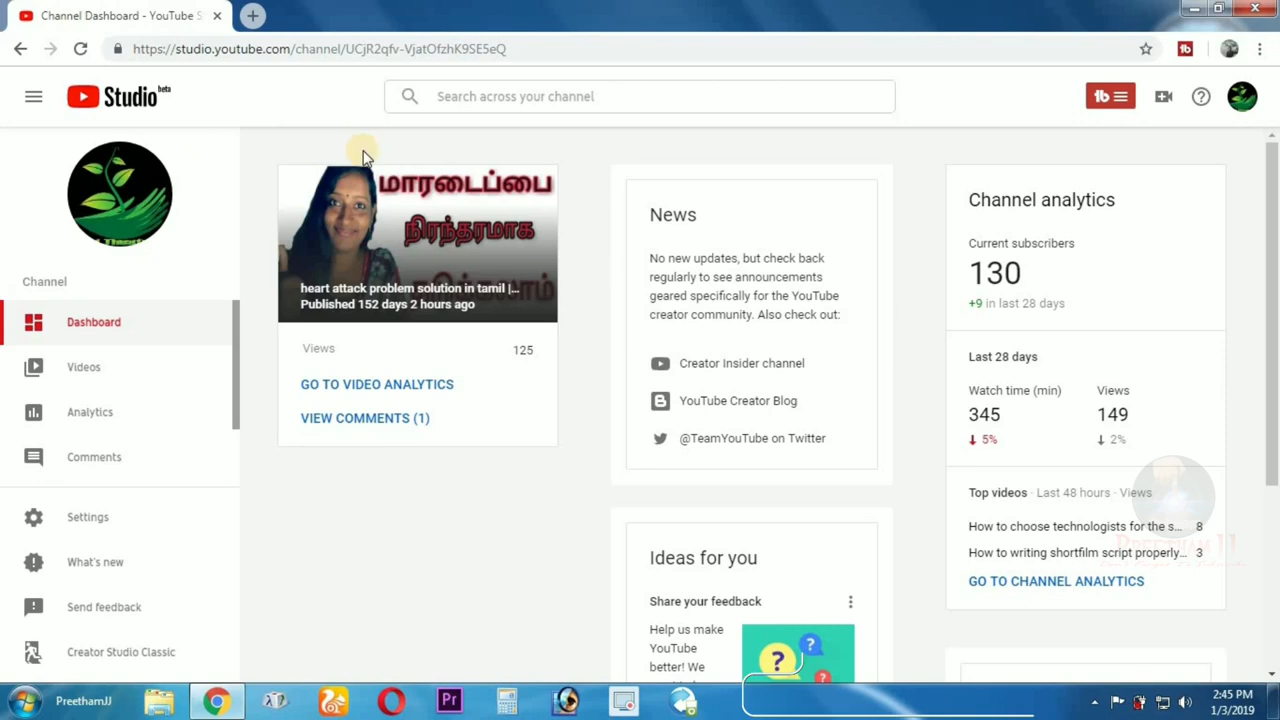 Channel Dashboard - YouTube S
https://studio.youtube.com/channel/UCjR2qfv-VjatOfzhK9SE5eQ
Studio beta
Search across your channel
Channel
Dashboard
Videos
Analytics
Comments
Settings
What's new
Send feedback
Creator Studio Classic
மாரடைப்பை
நிரந்தரமாக
heart attack problem solution in tamil |...
Published 152 days 2 hours ago
Views 125
GO TO VIDEO ANALYTICS
VIEW COMMENTS (1)
News
No new updates, but check back
regularly to see announcements
geared specifically for the YouTube
creator community. Also check out:
Creator Insider channel
YouTube Creator Blog
@TeamYouTube on Twitter
Ideas for you
Share your feedback
Help us make
YouTube
better! We
Channel analytics
Current subscribers
130
+9 in last 28 days
Last 28 days
Watch time (min) Views
345 149
5% 2%
Top videos · Last 48 hours · Views
How to choose technologists for the s... 8
How to writing shortfilm script properly... 3
GO TO CHANNEL ANALYTICS
PREETHAM JJ
PreethamJJ
Pr
2:45 PM
1/3/2019